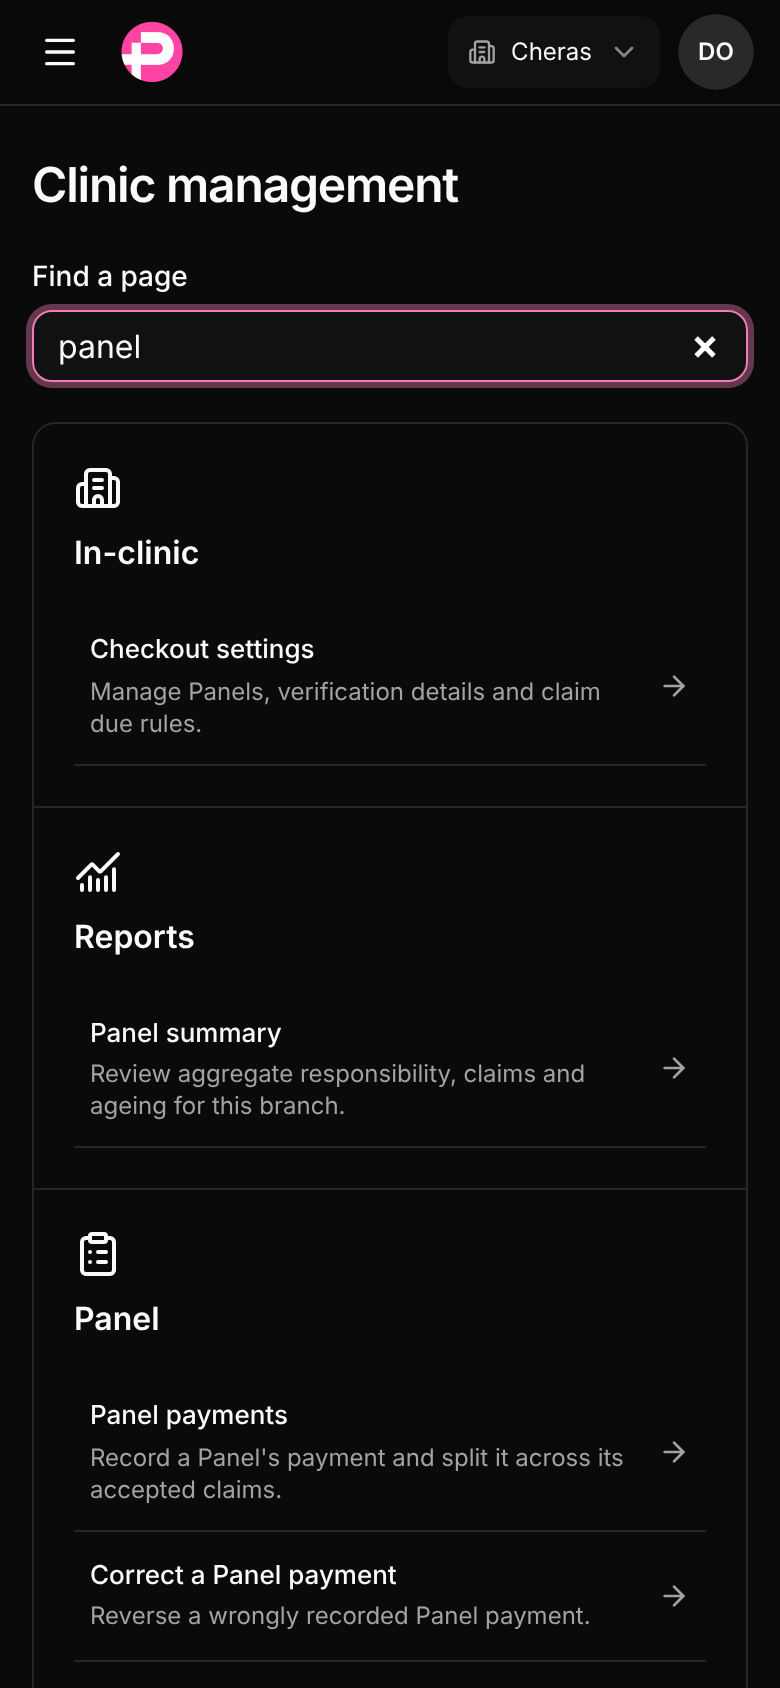 Cheras
DO
Clinic management
Find a page
panel
In-clinic
Checkout settings
Manage Panels, verification details and claim
due rules.
Reports
Panel summary
Review aggregate responsibility, claims and
ageing for this branch.
Panel
Panel payments
Record a Panel's payment and split it across its
accepted claims.
Correct a Panel payment
Reverse a wrongly recorded Panel payment.